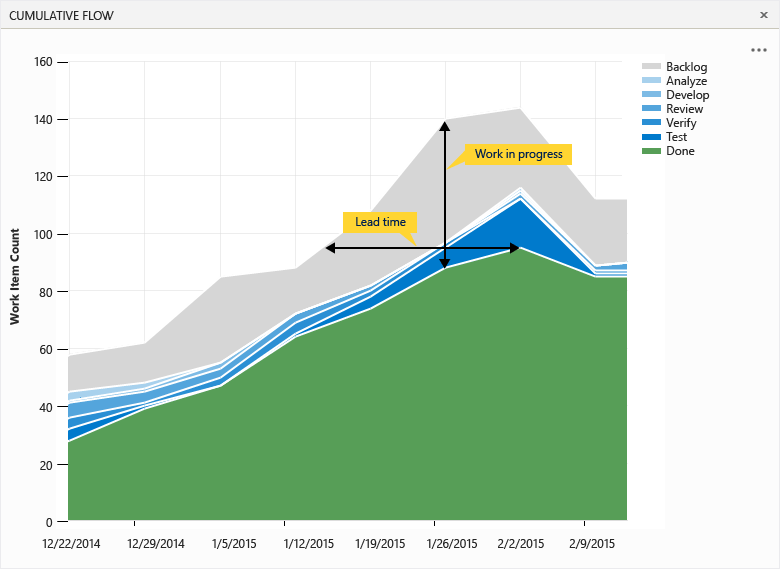 CUMULATIVE FLOW
160
140
120
100
80
60
40
20
0
Work Item Count
Work in progress
Lead time
12/22/2014 12/29/2014 1/5/2015 1/12/2015 1/19/2015 1/26/2015 2/2/2015 2/9/2015
Backlog
Analyze
Develop
Review
Verify
Test
Done